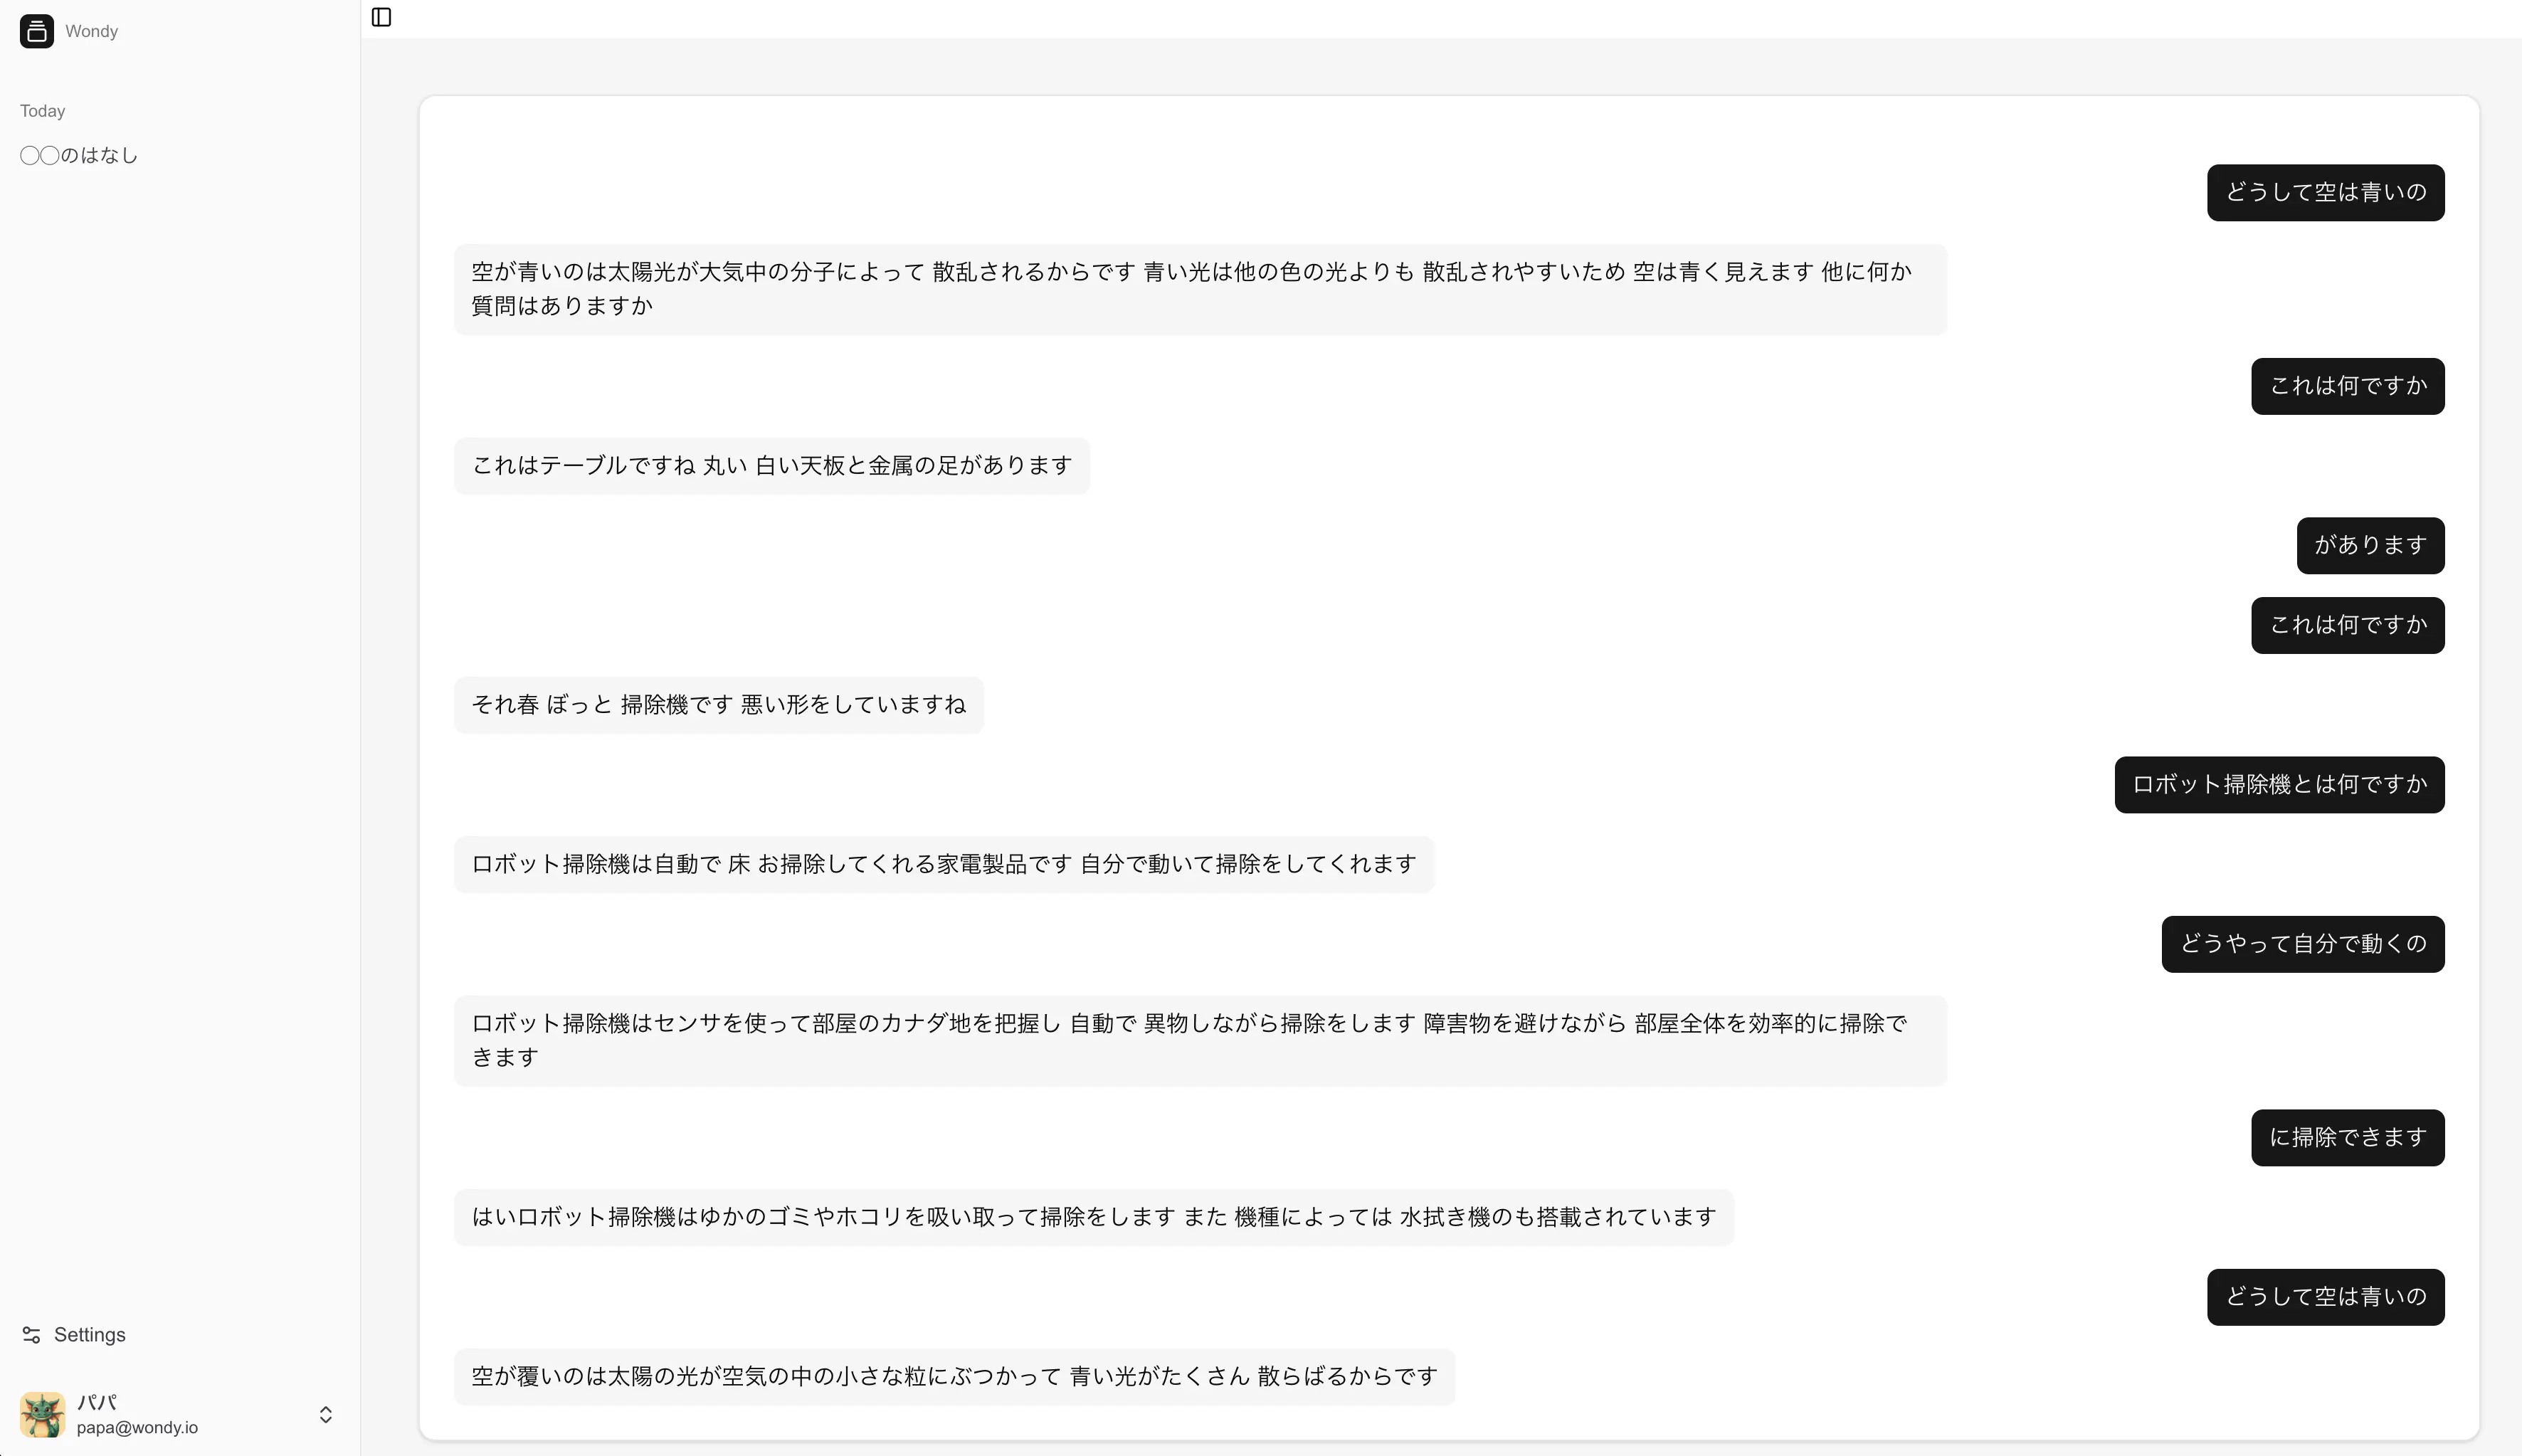 Wondy
Today
◯◯のはなし
どうして空は青いの
空が青いのは太陽光が大気中の分子によって 散乱されるからです 青い光は他の色の光よりも 散乱されやすいため 空は青く見えます 他に何か
質問はありますか
これは何ですか
これはテーブルですね 丸い 白い天板と金属の足があります
があります
これは何ですか
それ春 ぼっと 掃除機です 悪い形をしていますね
ロボット掃除機とは何ですか
ロボット掃除機は自動で 床 お掃除してくれる家電製品です 自分で動いて掃除をしてくれます
どうやって自分で動くの
ロボット掃除機はセンサを使って部屋のカナダ地を把握し 自動で 異物しながら掃除をします 障害物を避けながら 部屋全体を効率的に掃除で
きます
に掃除できます
はいロボット掃除機はゆかのゴミやホコリを吸い取って掃除をします また 機種によっては 水拭き機のも搭載されています
どうして空は青いの
空が覆いのは太陽の光が空気の中の小さな粒にぶつかって 青い光がたくさん 散らばるからです
Settings
パパ
papa@wondy.io